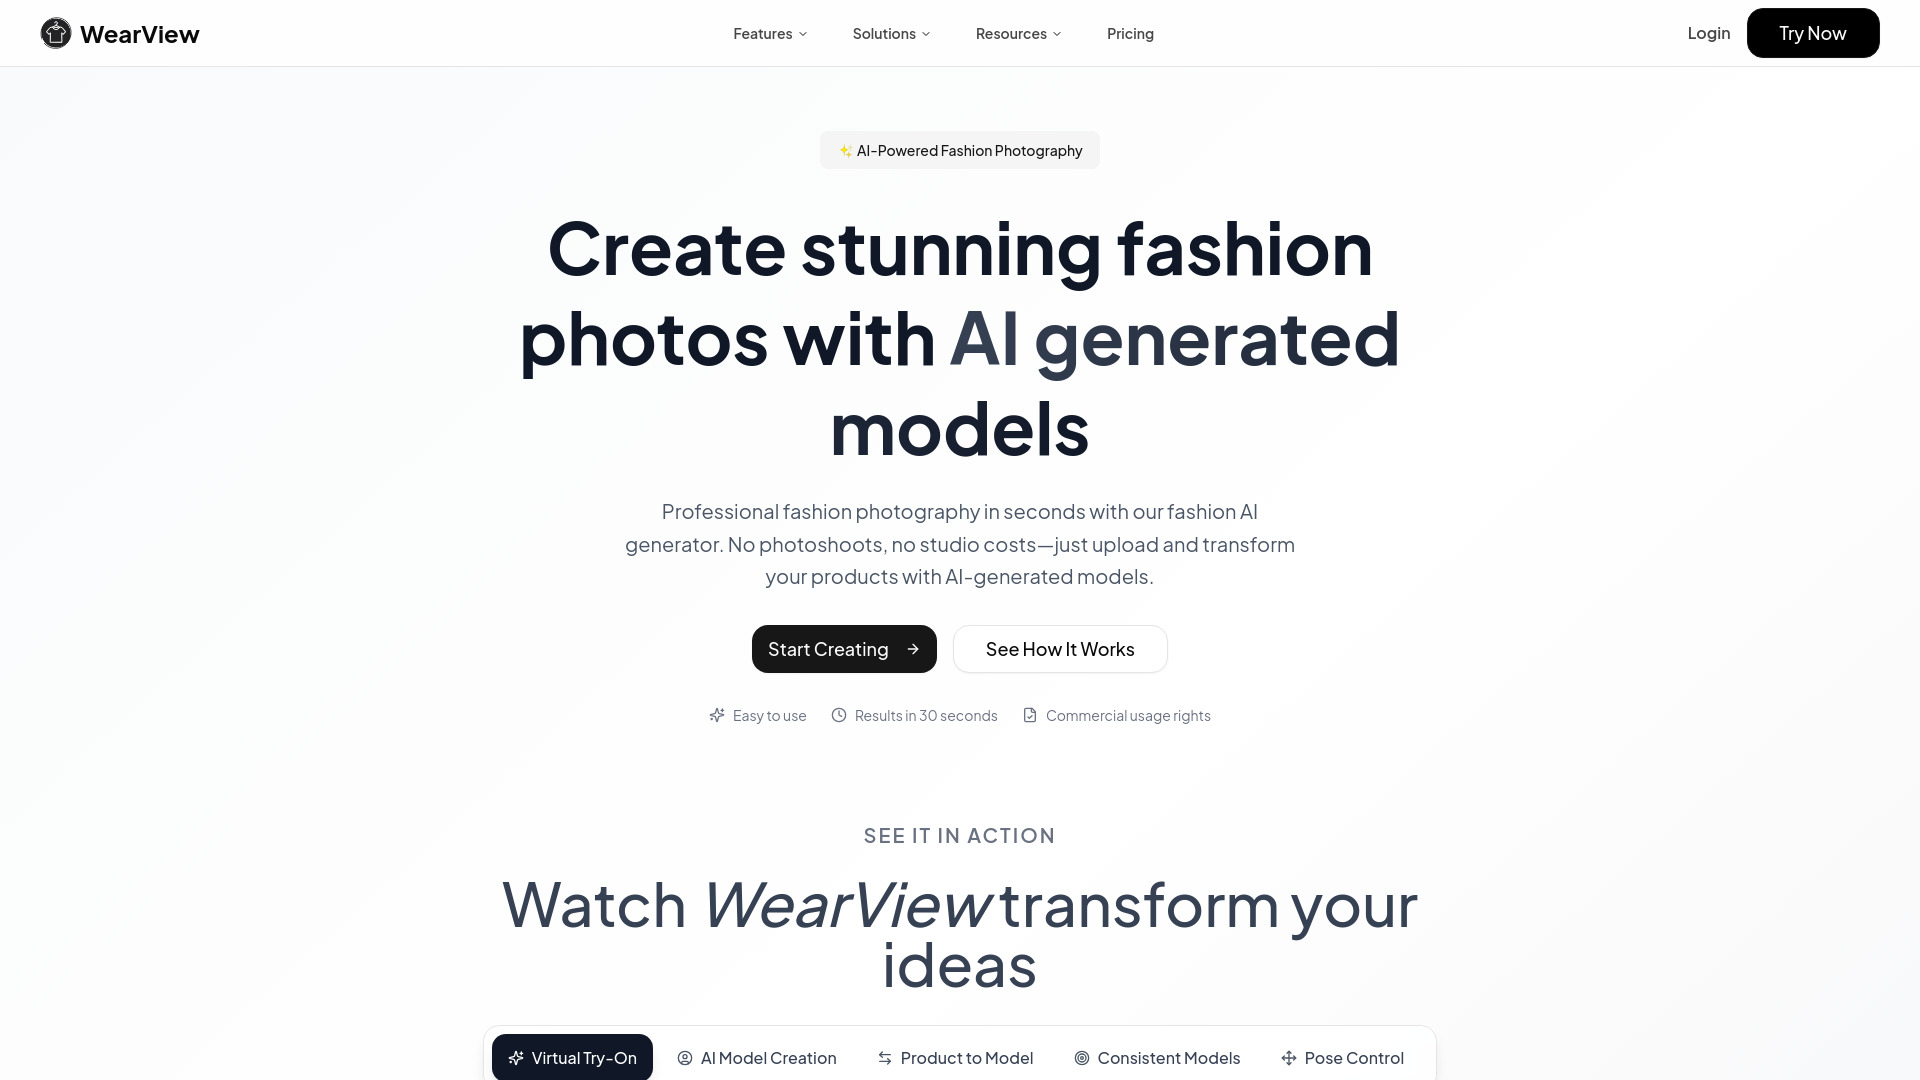 WearView
Features
Solutions
Resources
Pricing
Login
Try Now
AI-Powered Fashion Photography
Create stunning fashion
photos with AI generated
models
Professional fashion photography in seconds with our fashion AI
generator. No photoshoots, no studio costs—just upload and transform
your products with AI-generated models.
Start Creating
See How It Works
Easy to use
Results in 30 seconds
Commercial usage rights
SEE IT IN ACTION
Watch WearView transform your
ideas
Virtual Try-On
AI Model Creation
Product to Model
Consistent Models
Pose Control